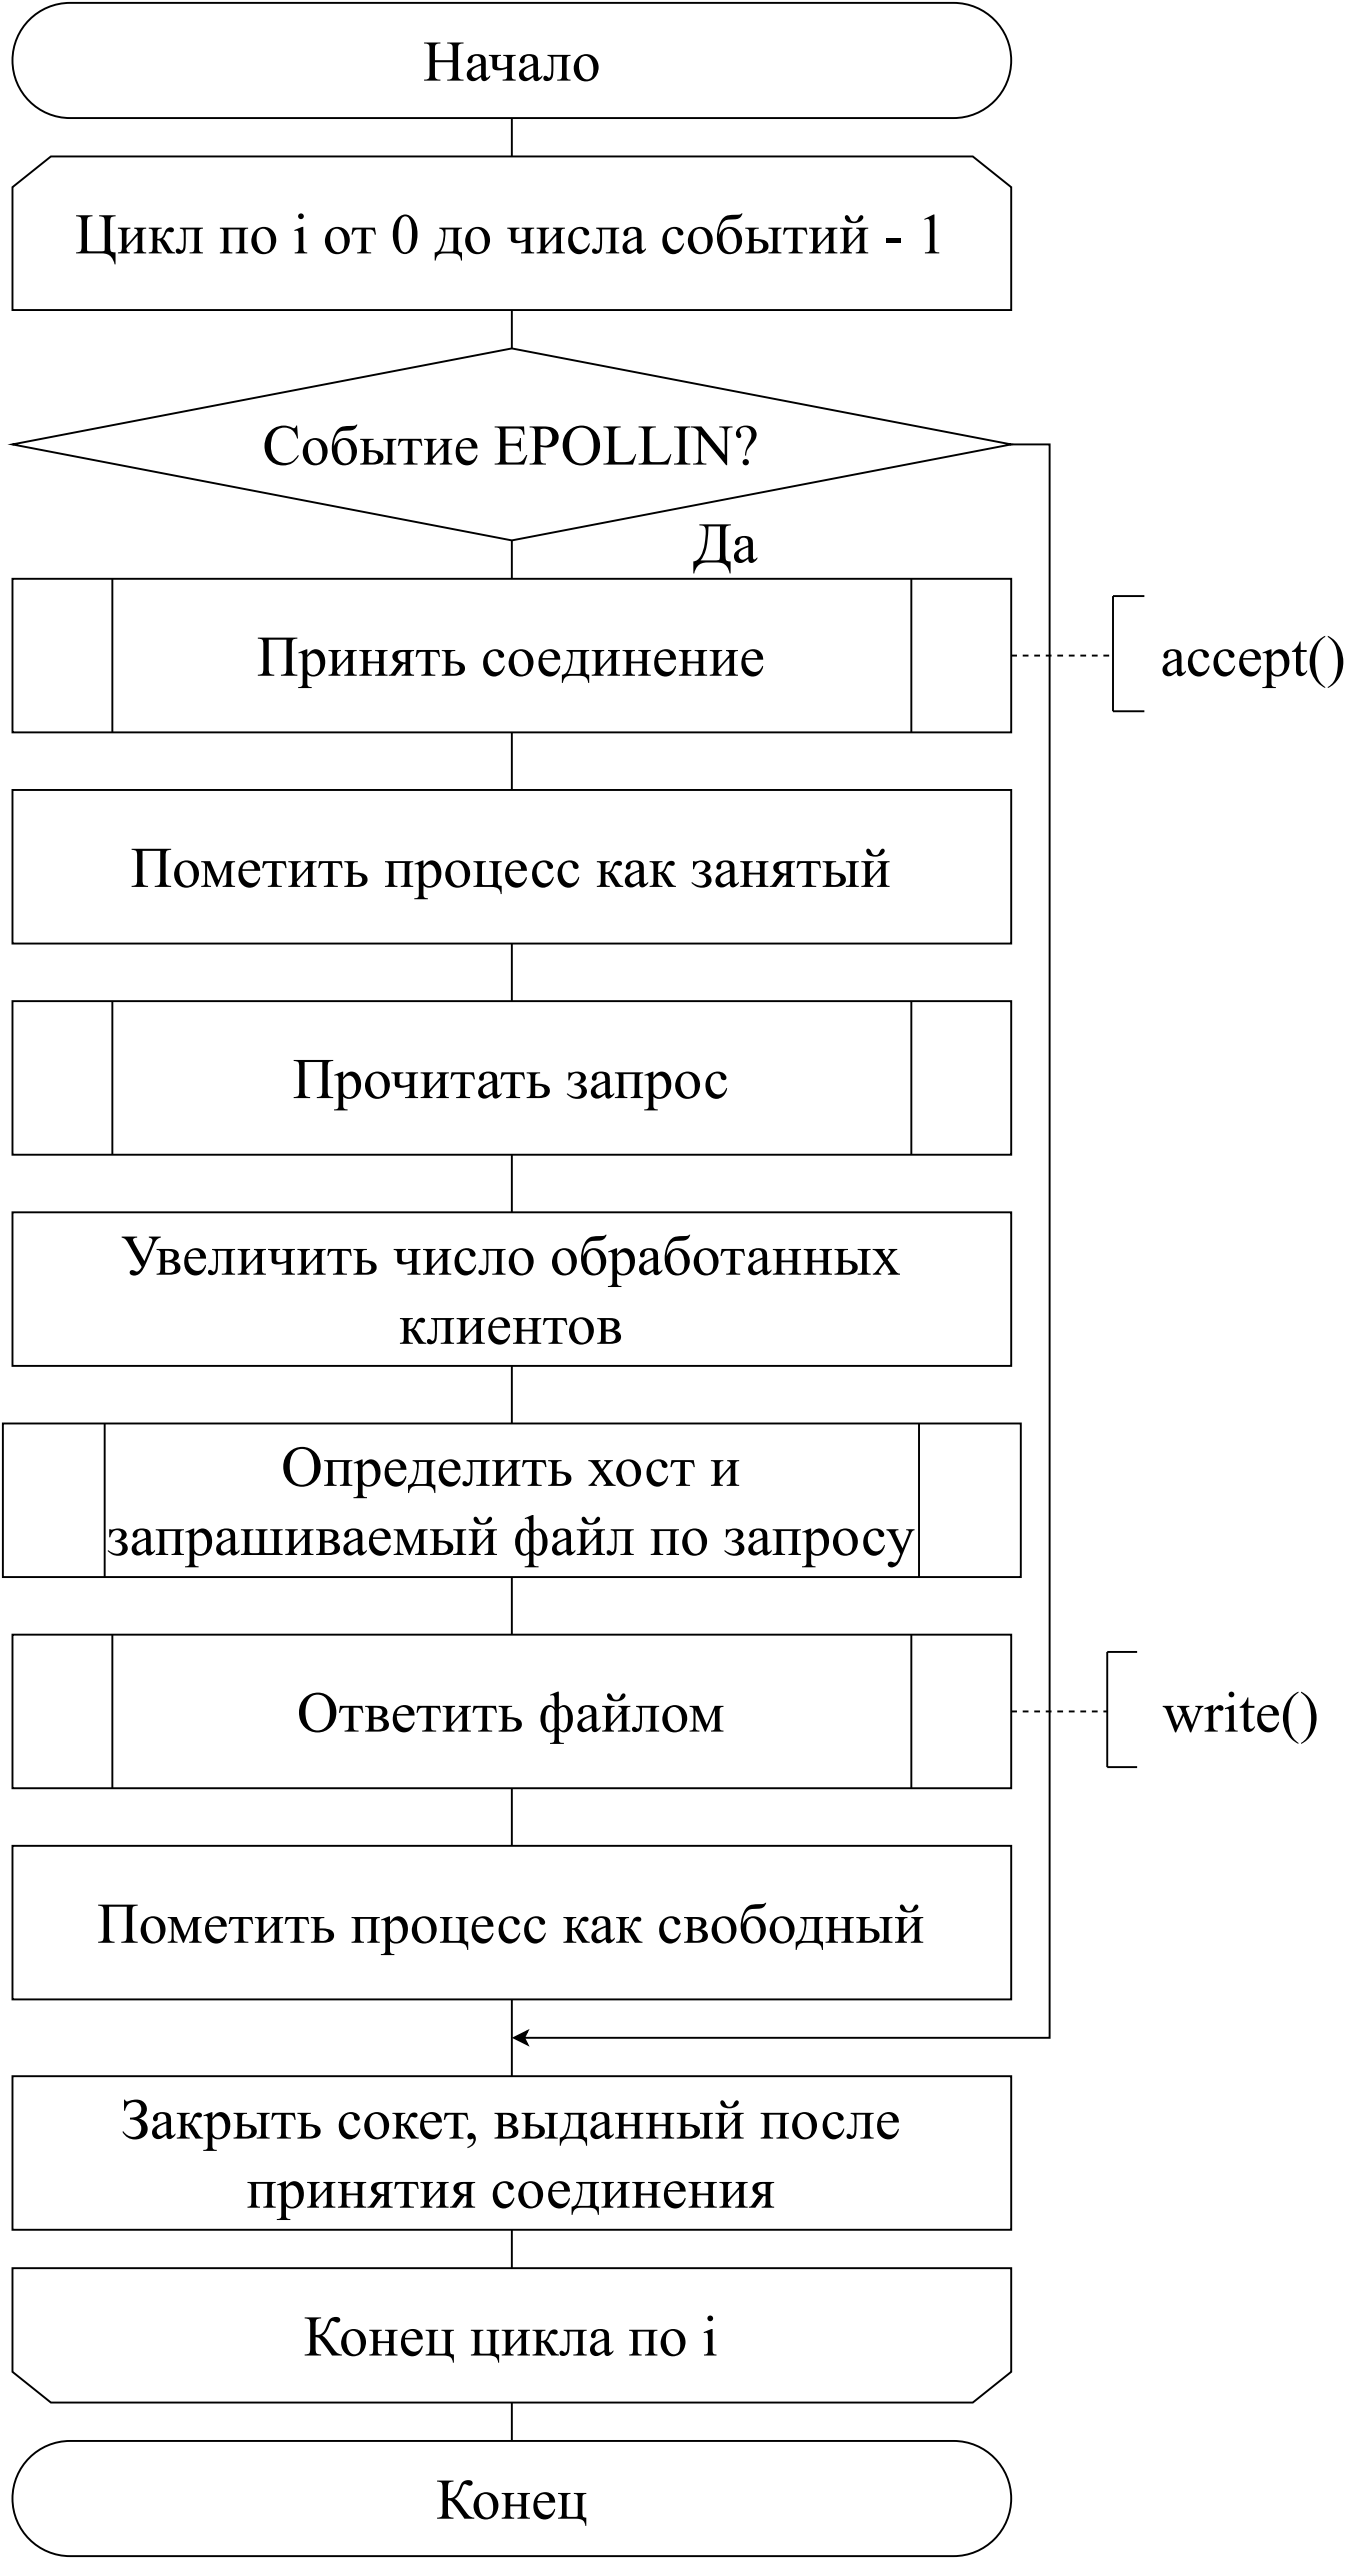 Начало
Цикл по i от 0 до числа событий - 1
Событие EPOLLIN?
Да
Принять соединение
accept()
Пометить процесс как занятый
Прочитать запрос
Увеличить число обработанных
клиентов
Определить хост и
запрашиваемый файл по запросу
Ответить файлом
write()
Пометить процесс как свободный
Закрыть сокет, выданный после
принятия соединения
Конец цикла по i
Конец